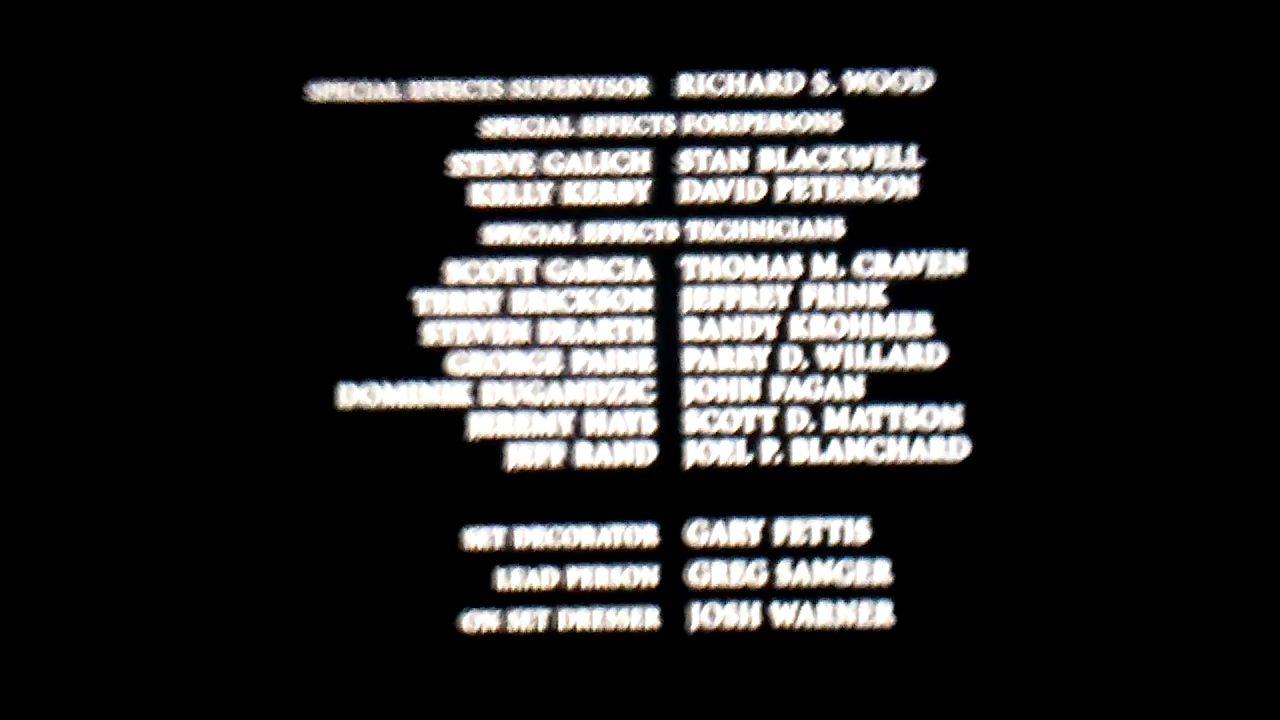 SPECIAL EFFECTS SUPERVISOR RICHARD S. WOOD
SPECIAL EFFECTS FOREPERSONS
STEVE GALICH STAN BLACKWELL
KELLY KERBY DAVID PETERSON
SPECIAL EFFECTS TECHNICIANS
SCOTT GARCIA THOMAS M. CRAVEN
TERRY ERICKSON JEFFREY FRINK
STEVEN DEARTH RANDY KROHMER
GEORGE PAINE PARRY D. WILLARD
DOMINIK DUGANDZIC JOHN FAGAN
JEREMY HAYS SCOTT D. MATTSON
JEFF RAND JOEL P. BLANCHARD
SET DECORATOR GARY FETTIS
LEAD PERSON GREG SANGER
ON SET DRESSER JOSH WARNER